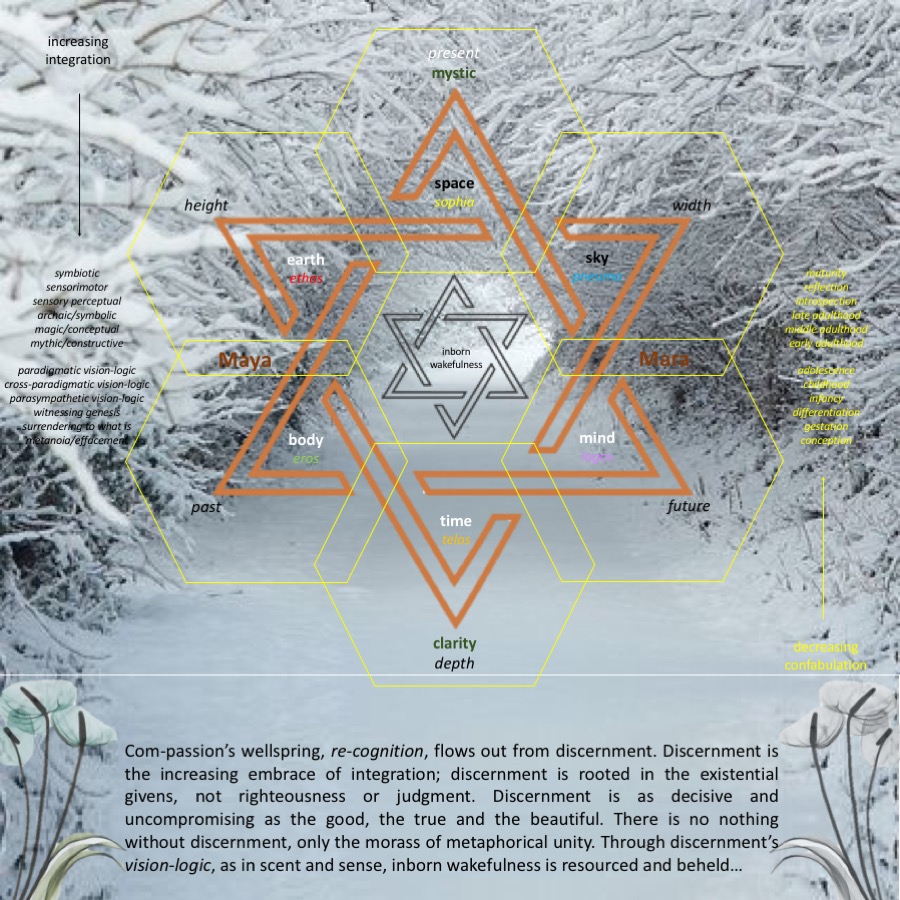 increasing
integration
present
mystic
space
sophia
height
width
earth
ethos
sky
symbiotic
sensorimotor
sensory perceptual
archaic/symbolic
magic/conceptual
mythic/constructive
paradigmatic vision-logic
cross-paradigmatic vision-logic
parasympathetic vision-logic
witnessing genesis
surrendering to what is
metanoia/effacement
inborn
wakefulness
Maya
Mara
maturity
reflection
introspection
late adulthood
middle adulthood
early adulthood
adolescence
childhood
infancy
differentiation
gestation
conception
body
eros
mind
past
future
time
telos
clarity
depth
decreasing
confabulation
Com-passion’s wellspring, re-cognition, flows out from discernment. Discernment is
the increasing embrace of integration; discernment is rooted in the existential
givens, not righteousness or judgment. Discernment is as decisive and
uncompromising as the good, the true and the beautiful. There is no nothing
without discernment, only the morass of metaphorical unity. Through discernment’s
vision-logic, as in scent and sense, inborn wakefulness is resourced and beheld…